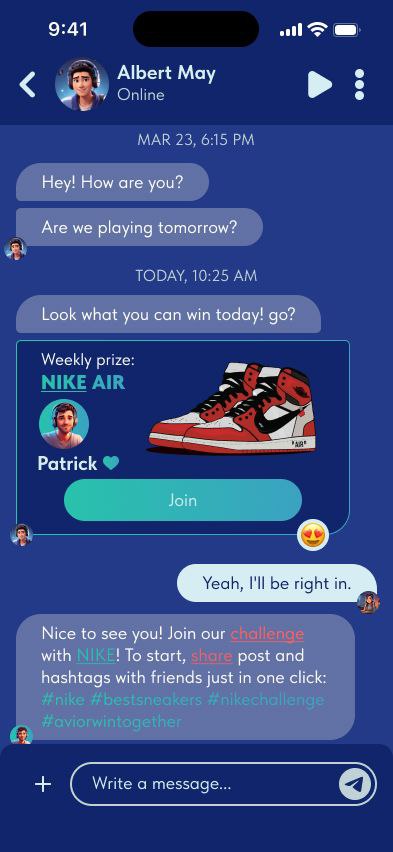 9:41
Albert May
Online
MAR 23, 6:15 PM
Hey! How are you?
Are we playing tomorrow?
TODAY, 10:25 AM
Look what you can win today! go?
Weekly prize:
NIKE AIR
"AIR"
Patrick
Join
Yeah, I'll be right in.
Nice to see you! Join our challenge
with NIKE! To start, share post and
hashtags with friends just in one click:
#nike #bestsneakers #nikechallenge
#aviorwintogether
Write a message...